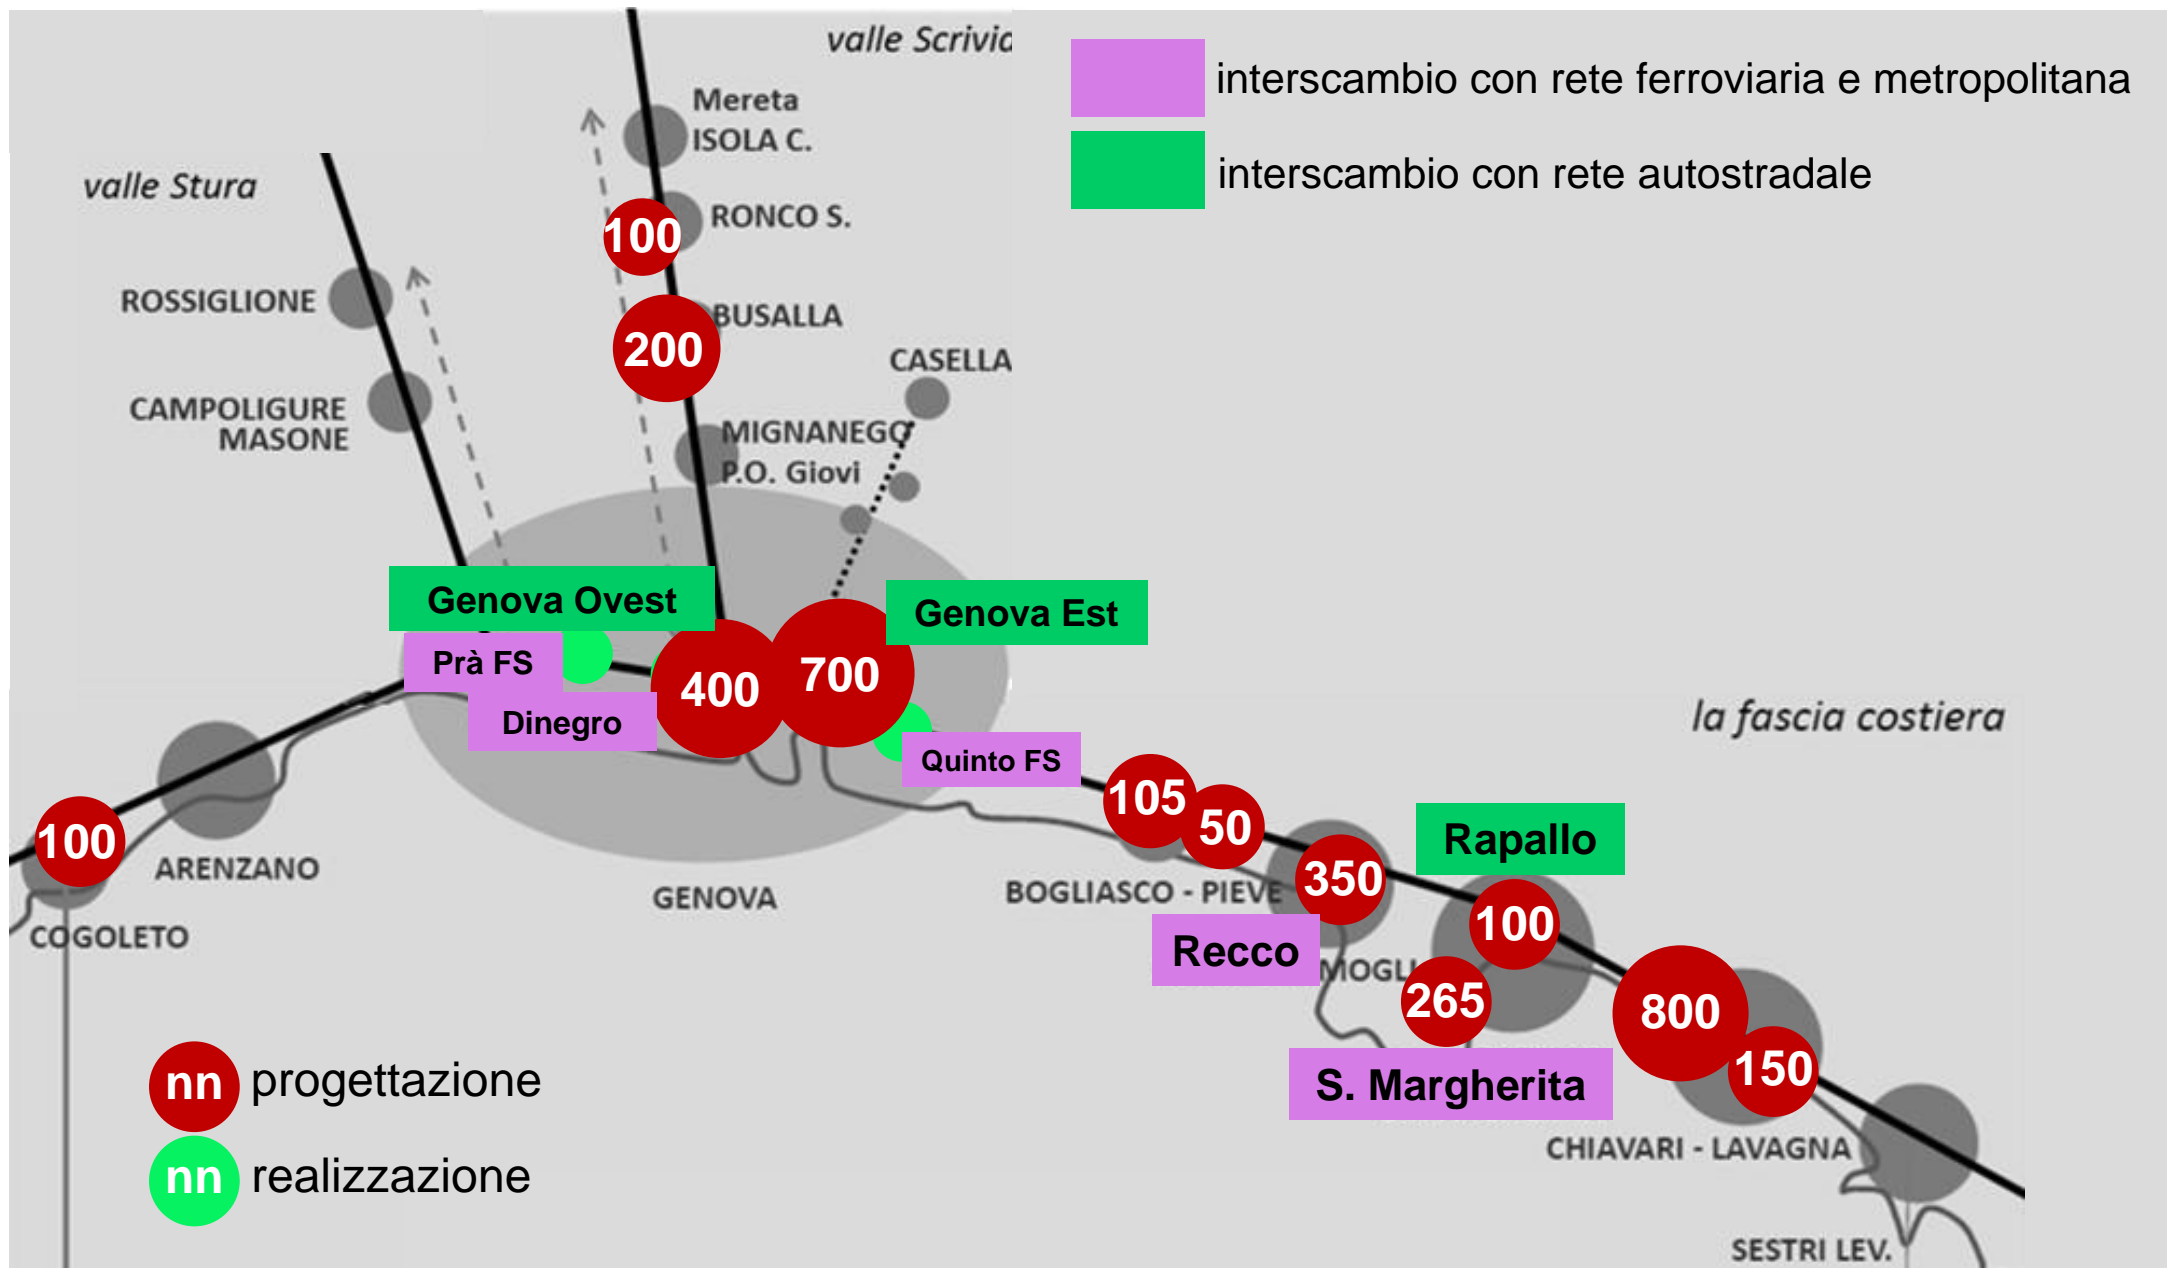 valle Scrivia
interscambio con rete ferroviaria e metropolitana
Mereta
ISOLA C.
interscambio con rete autostradale
valle Stura
RONCO S.
100
ROSSIGLIONE
BUSALLA
200
CASELLA
CAMPOLIGURE
MASONE
MIGNANEGO
P.O. Giovi
Genova Ovest
Genova Est
Prà FS
400
700
Dinegro
la fascia costiera
Quinto FS
105
50
Rapallo
100
ARENZANO
GENOVA
BOGLIASCO - PIEVE
350
100
COGOLETO
Recco
MOGLI
265
800
150
S. Margherita
nn progettazione
CHIAVARI - LAVAGNA
nn realizzazione
SESTRI LEV.